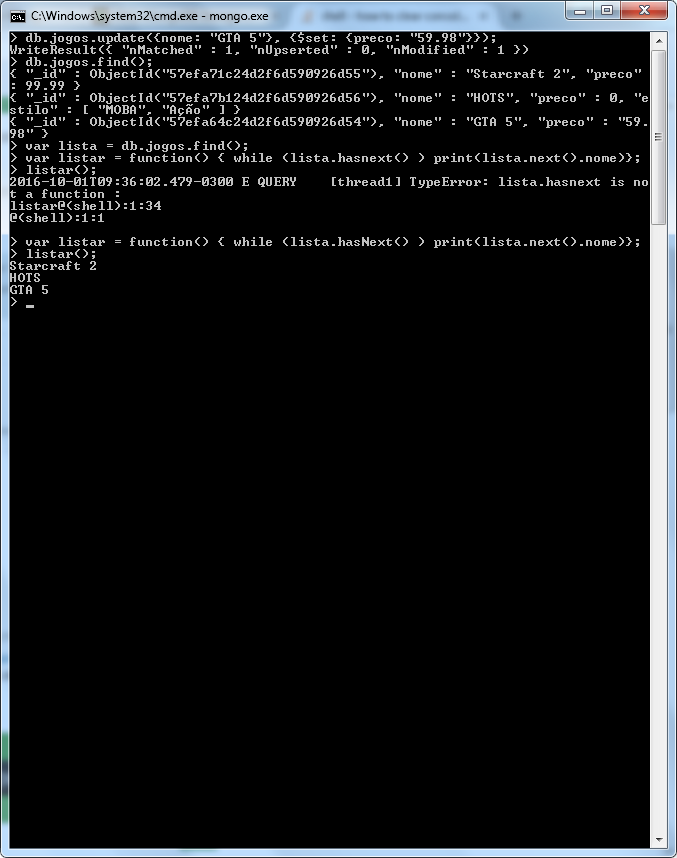 C:\Windows\system32\cmd.exe - mongo.exe
> db.jogos.update({nome: "GTA 5"}, {$set: {preco: "59.98"}});
WriteResult({ "nMatched" : 1, "nUpserted" : 0, "nModified" : 1 })
> db.jogos.find();
{ "_id" : ObjectId("57efa71c24d2f6d590926d55"), "nome" : "Starcraft 2", "preco"
: 99.99 }
{ "_id" : ObjectId("57efa7b124d2f6d590926d56"), "nome" : "HOTS", "preco" : 0, "e
stilo" : [ "MOBA", "Ação" ] }
{ "_id" : ObjectId("57efa64c24d2f6d590926d54"), "nome" : "GTA 5", "preco" : "59.
98" }
> var lista = db.jogos.find();
> var listar = function() { while (lista.hasnext() ) print(lista.next().nome)};
> listar();
2016-10-01T09:36:02.479-0300 E QUERY    [thread1] TypeError: lista.hasnext is no
t a function :
listar@(shell):1:34
@(shell):1:1
> var listar = function() { while (lista.hasNext() ) print(lista.next().nome)};
> listar();
Starcraft 2
HOTS
GTA 5
> _